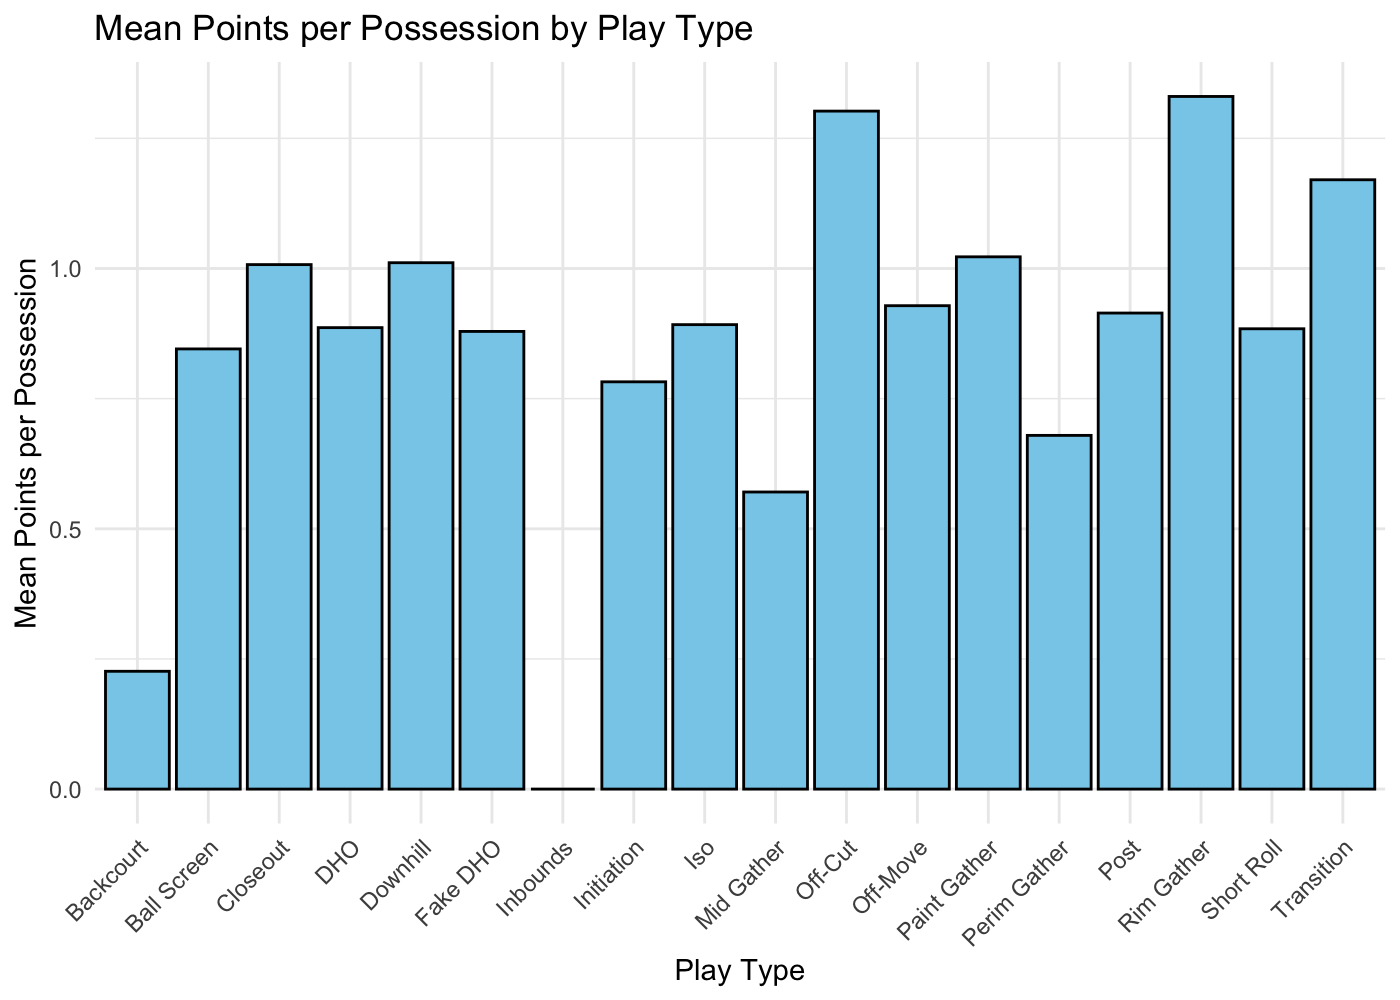 Mean Points per Possession by Play Type
Mean Points per Possession
1.0
0.5
0.0
Backcourt
Ball Screen
Closeout
DHO
Downhill
Fake DHO
Inbounds
Initiation
Iso
Mid Gather
Off-Cut
Off-Move
Paint Gather
Perim Gather
Post
Rim Gather
Short Roll
Transition
Play Type